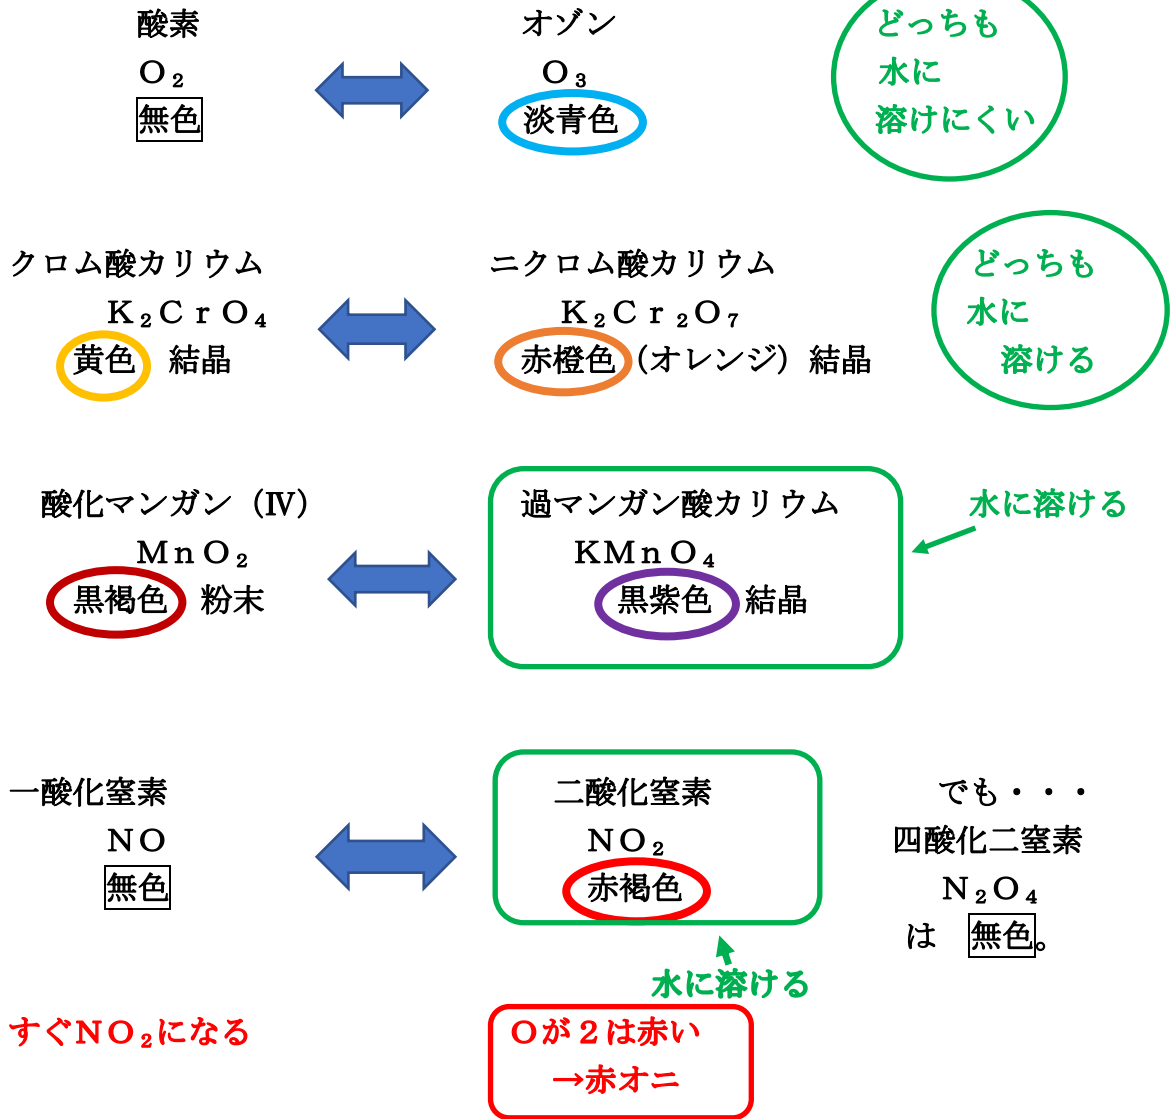 酸素
オゾン
どっちも
水に
溶けにくい
O₂
O₃
無色
淡青色
クロム酸カリウム
ニクロム酸カリウム
どっちも
水に
溶ける
K₂CrO₄
K₂Cr₂O₇
黄色 結晶
赤橙色(オレンジ)結晶
酸化マンガン(Ⅳ)
過マンガン酸カリウム
水に溶ける
MnO₂
KMnO₄
黒褐色 粉末
黒紫色 結晶
一酸化窒素
二酸化窒素
でも・・・
NO
NO₂
四酸化二窒素
無色
赤褐色
N₂O₄
は 無色。
水に溶ける
すぐNO₂になる
Oが2は赤い
→赤オニ